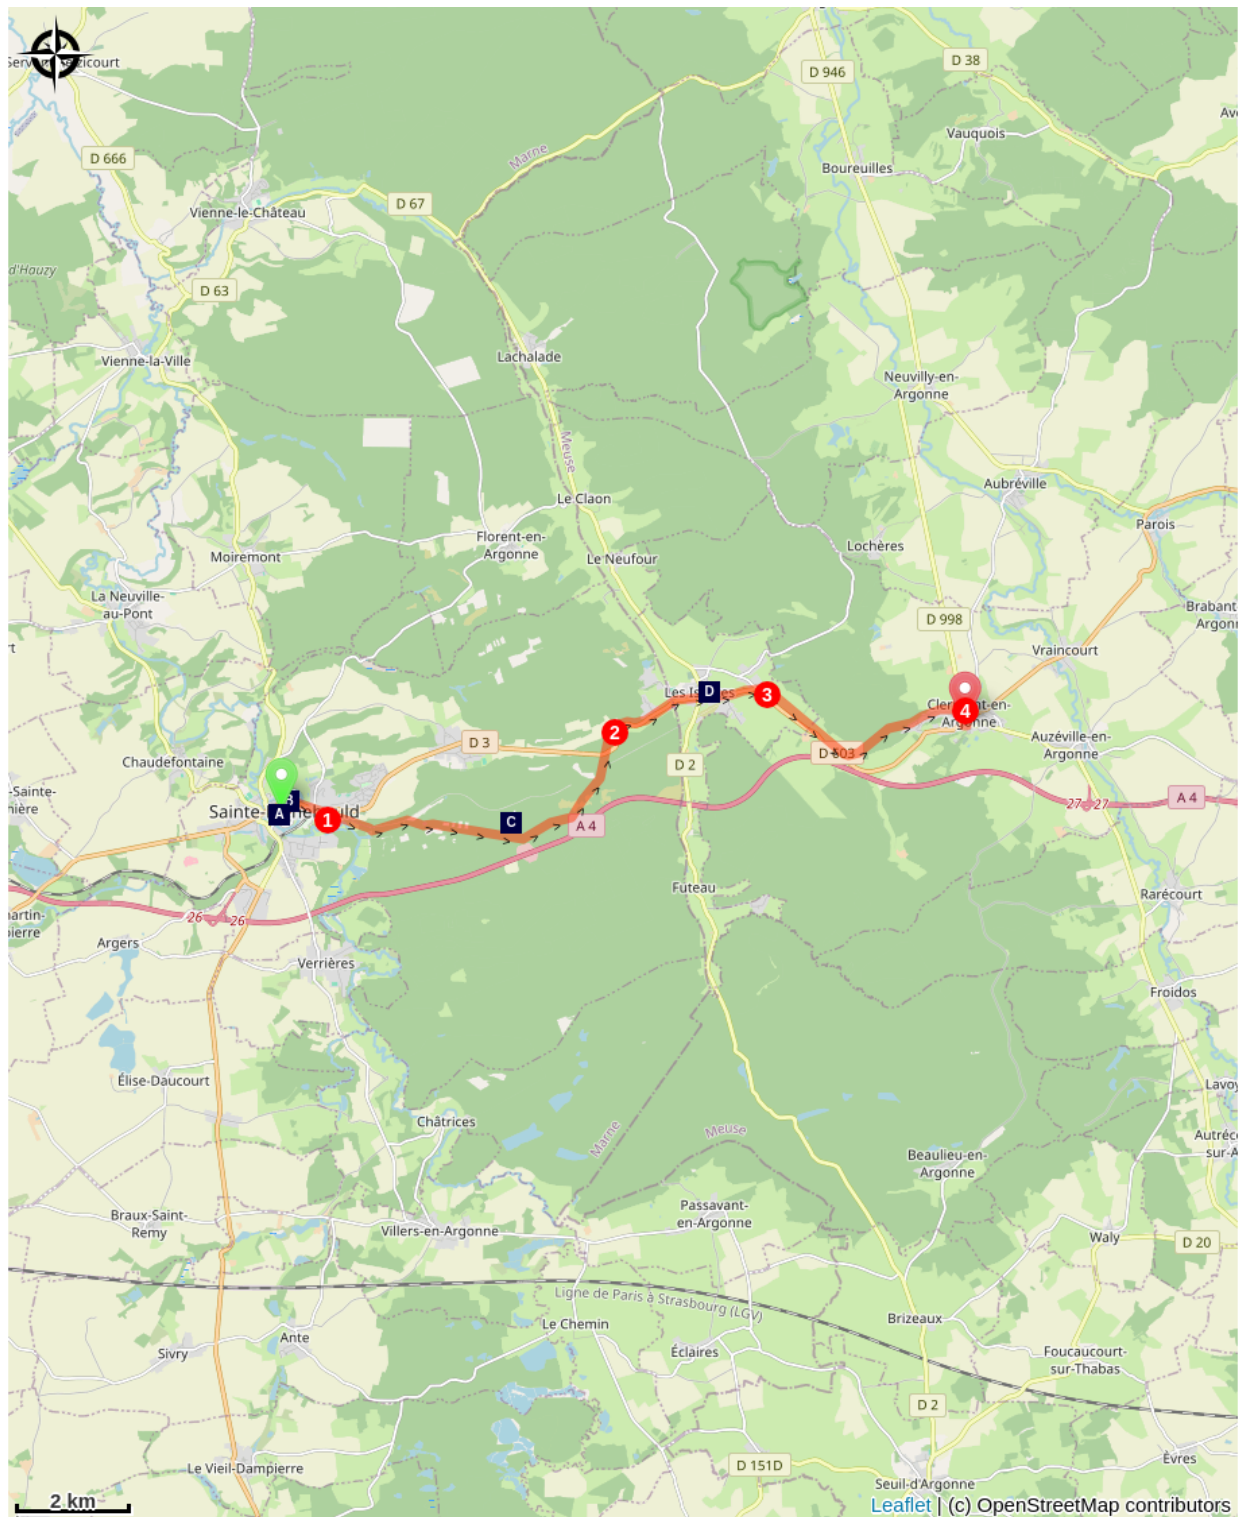 D 946
D 38
Vauquois
D 666
Marne
Boureuilles
D 67
Vienne-le-Château
d'Houzy
D 63
Lachalade
Vienne-la-Ville
Neuvilly-en-
Argonne
Meuse
Aubréville
Le Claon
Parois
Florent-en-
Argonne
Lochères
Moiremont
Le Neufour
La Neuville-
au-Pont
Brabant
Argon
D 998
Vraincourt
D
3
4
2
D 3
Auzéville-en-
Argonne
D 2
Chaudefontaine
-Sainte-
A 4
27
27
A
1
C
A 4
Futeau
Rarécourt
26
26
Argers
Verrières
Froidos
Élise-Daucourt
Lavoy
Châtrices
Marne
Meuse
Autréc
sur-A
Beaulieu-en-
Argonne
Braux-Saint-
Remy
Passavant-
en-Argonne
Villers-en-Argonne
Waly
D 20
Ligne de Paris à Strasbourg (LGV)
Le Chemin
Brizeaux
Ante
Sivry
Éclaires
Foucaucourt-
sur-Thabas
D 2
Le Vieil-Dampierre
D 151D
Èvres
Seuil-d'Argonne
2 km
Leaflet | (c) OpenStreetMap contributors